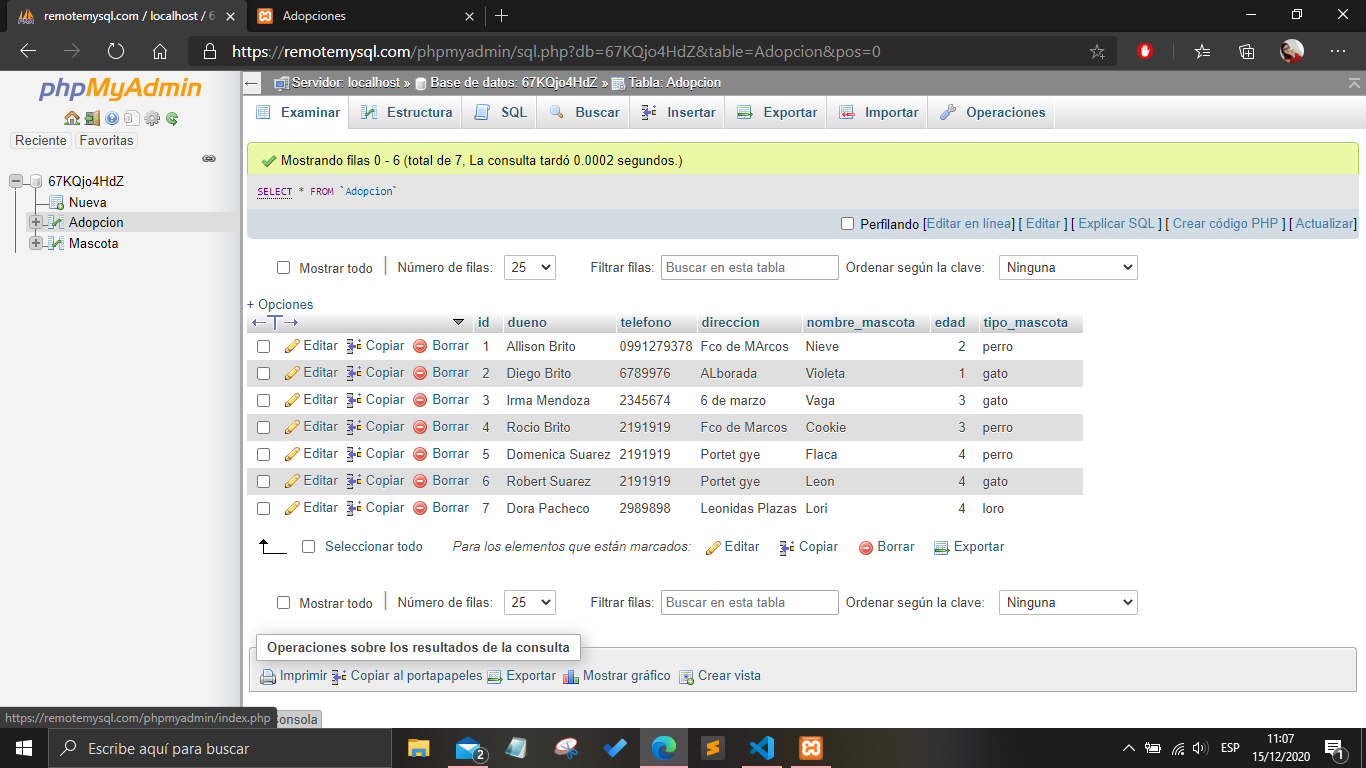 remotemysql.com / localhost / 6
Adopciones
https://remotemysql.com/phpmyadmin/sql.php?db=67KQjo4HdZ&table=Adopcion&pos=0
phpMyAdmin
Reciente Favoritas
67KQjo4HdZ
Nueva
Adopcion
Mascota
Servidor: localhost » Base de datos: 67KQjo4HdZ » Tabla: Adopcion
Examinar Estructura SQL Buscar Insertar Exportar Importar Operaciones
Mostrando filas 0 - 6 (total de 7, La consulta tardó 0.0002 segundos.)
SELECT * FROM `Adopcion`
Perfilando [Editar en línea] [ Editar ] [ Explicar SQL ] [ Crear código PHP ] [ Actualizar]
Mostrar todo Número de filas: 25 Filtrar filas: Buscar en esta tabla Ordenar según la clave: Ninguna
+ Opciones
←T→ id dueno telefono direccion nombre_mascota edad tipo_mascota
Editar Copiar Borrar 1 Allison Brito 0991279378 Fco de MArcos Nieve 2 perro
Editar Copiar Borrar 2 Diego Brito 6789976 ALborada Violeta 1 gato
Editar Copiar Borrar 3 Irma Mendoza 2345674 6 de marzo Vaga 3 gato
Editar Copiar Borrar 4 Rocio Brito 2191919 Fco de Marcos Cookie 3 perro
Editar Copiar Borrar 5 Domenica Suarez 2191919 Portet gye Flaca 4 perro
Editar Copiar Borrar 6 Robert Suarez 2191919 Portet gye Leon 4 gato
Editar Copiar Borrar 7 Dora Pacheco 2989898 Leonidas Plazas Lori 4 loro
Seleccionar todo Para los elementos que están marcados: Editar Copiar Borrar Exportar
Mostrar todo Número de filas: 25 Filtrar filas: Buscar en esta tabla Ordenar según la clave: Ninguna
Operaciones sobre los resultados de la consulta
Imprimir Copiar al portapapeles Exportar Mostrar gráfico Crear vista
https://remotemysql.com/phpmyadmin/index.php onsola
Escribe aquí para buscar
2
ESP
11:07
15/12/2020
1